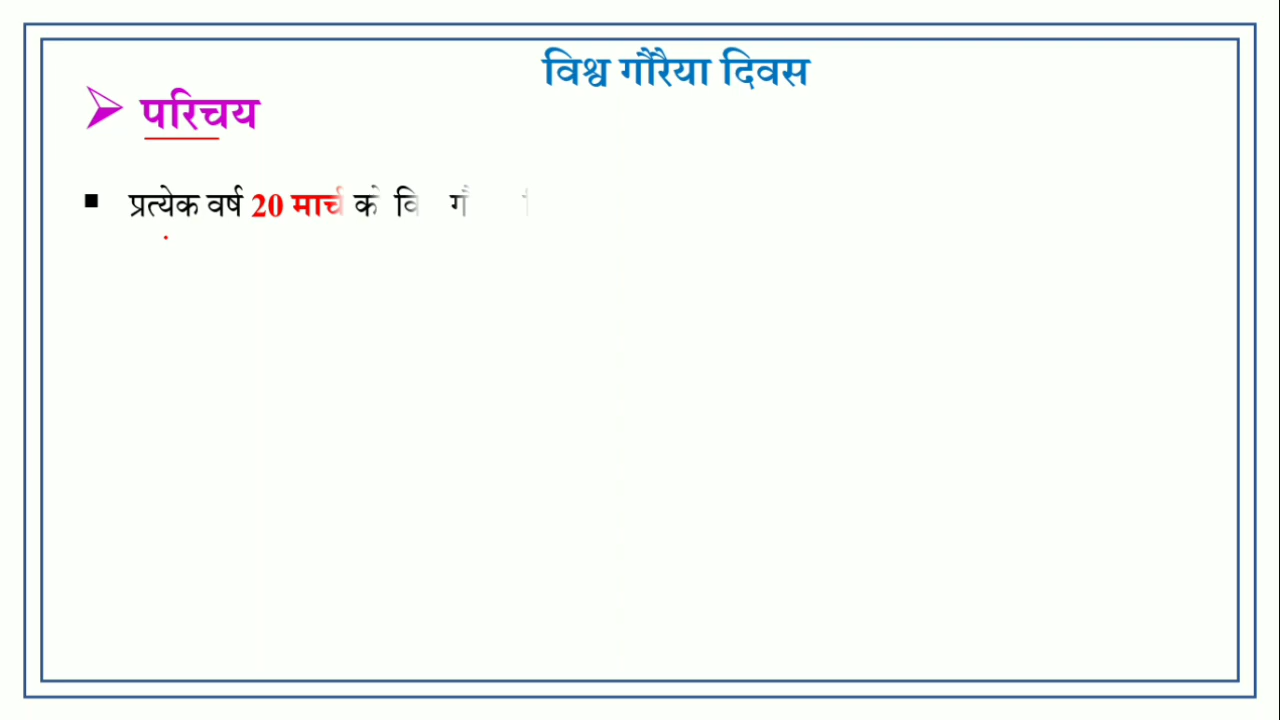 विश्व गौरैया दिवस
परिचय
प्रत्येक वर्ष 20 मार्च को